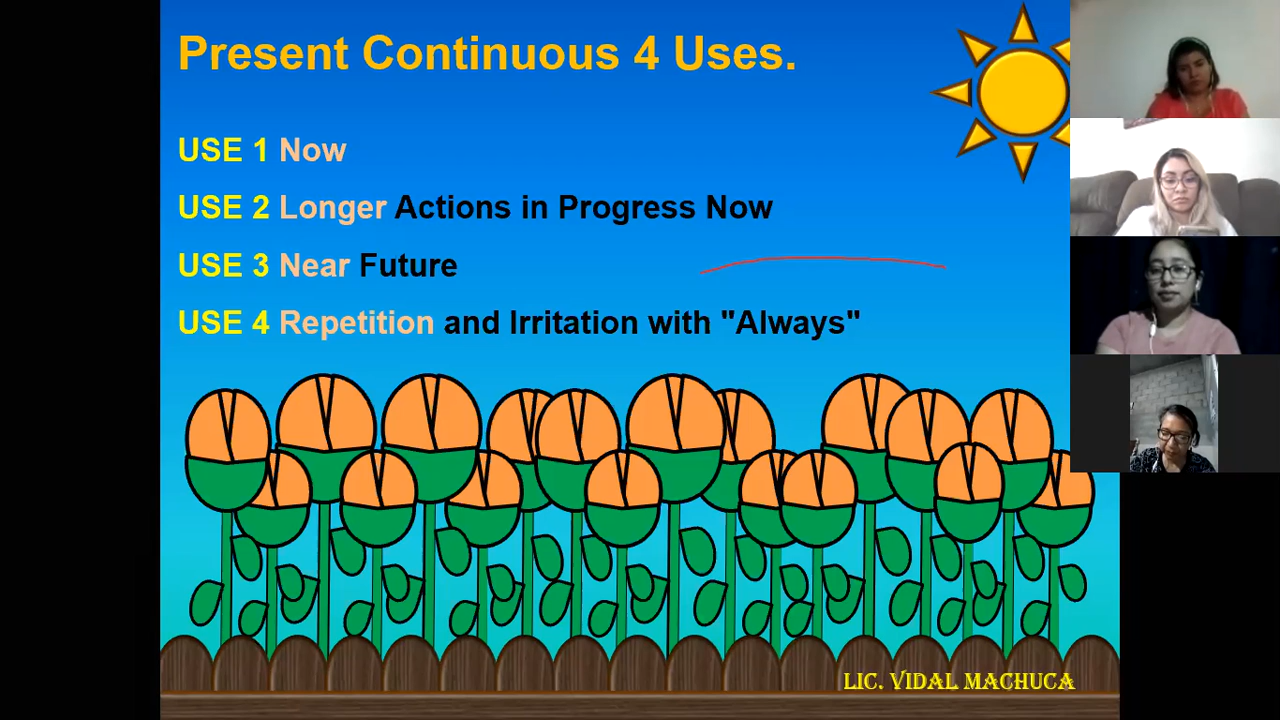 Present Continuous 4 Uses.
USE 1 Now
USE 2 Longer Actions in Progress Now
USE 3 Near Future
USE 4 Repetition and Irritation with "Always"
LIC. VIDAL MACHUCA